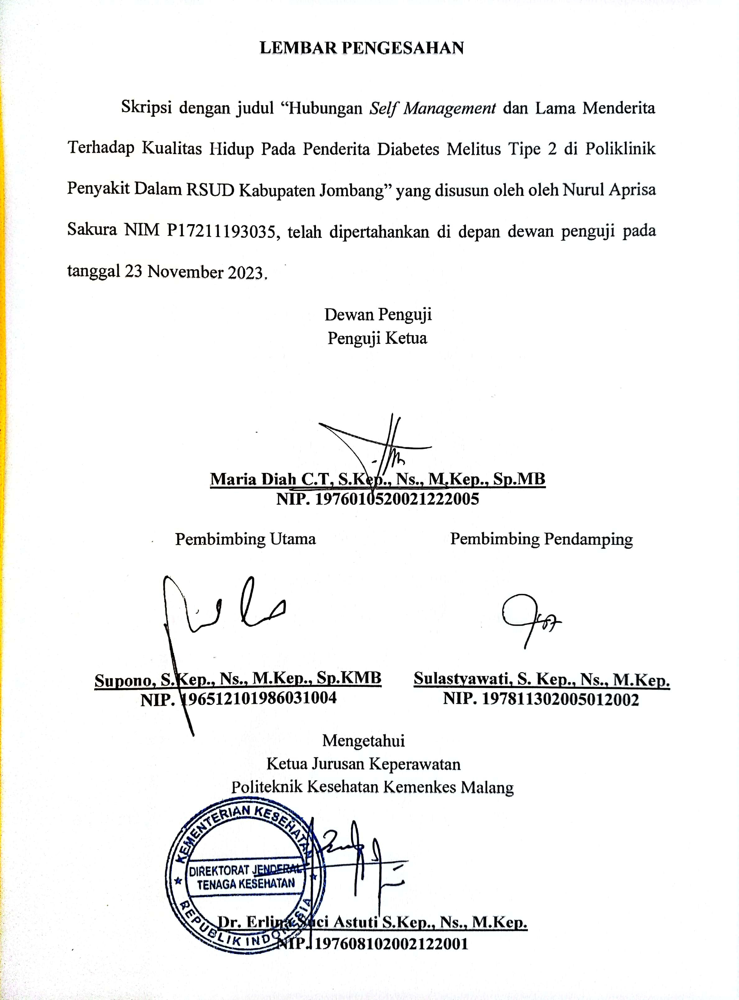 LEMBAR PENGESAHAN
Skripsi dengan judul “Hubungan Self Management dan Lama Menderita
Terhadap Kualitas Hidup Pada Penderita Diabetes Melitus Tipe 2 di Poliklinik
Penyakit Dalam RSUD Kabupaten Jombang” yang disusun oleh oleh Nurul Aprisa
Sakura NIM P17211193035, telah dipertahankan di depan dewan penguji pada
tanggal 23 November 2023.
Dewan Penguji
Penguji Ketua
Maria Diah C.T, S.Kep., Ns., M.Kep., Sp.MB
NIP. 1976010520021222005
Pembimbing Utama
Pembimbing Pendamping
Supono, S.Kep., Ns., M.Kep., Sp.KMB
NIP. 196512101986031004
Sulastyawati, S. Kep., Ns., M.Kep.
NIP. 197811302005012002
Mengetahui
Ketua Jurusan Keperawatan
Politeknik Kesehatan Kemenkes Malang
KEMENTERIAN KESEHATAN
DIREKTORAT JENDERAL
TENAGA KESEHATAN
REPUBLIK INDONESIA
Dr. Erlina Suci Astuti S.Kep., Ns., M.Kep.
NIP. 197608102002122001